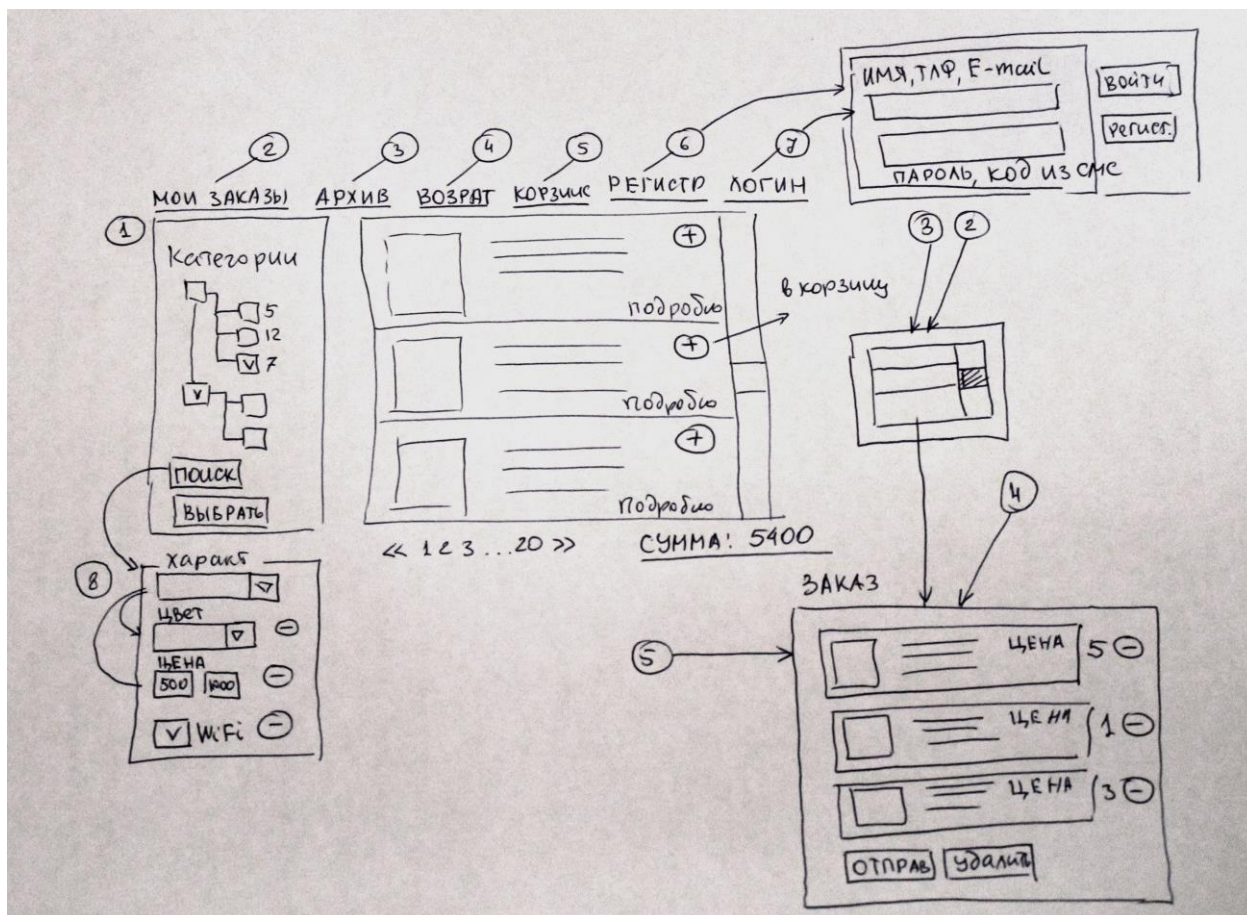 ИМЯ, ТЛФ, E-mail
ВОЙТИ
РЕГИСТ.
ПАРОЛЬ, КОД ИЗ СМС
2 3 4 5 6 7
МОИ ЗАКАЗЫ АРХИВ ВОЗРАТ КОРЗИНС РЕГИСТР ЛОГИН
3 2
1
Категории
5
12
7
V
V
ПОИСК
ВЫБРАТЬ
+
подробно
в корзину
+
подробно
+
подробно
<< 1 2 3 ... 20 >>
СУММА: 5400
8
Характ
Цвет
ЦЕНА
500 1000
V WiFi
4
5
ЗАКАЗ
ЦЕНА 5
ЦЕНА 1
ЦЕНА 3
ОТПРАВ
Удалить